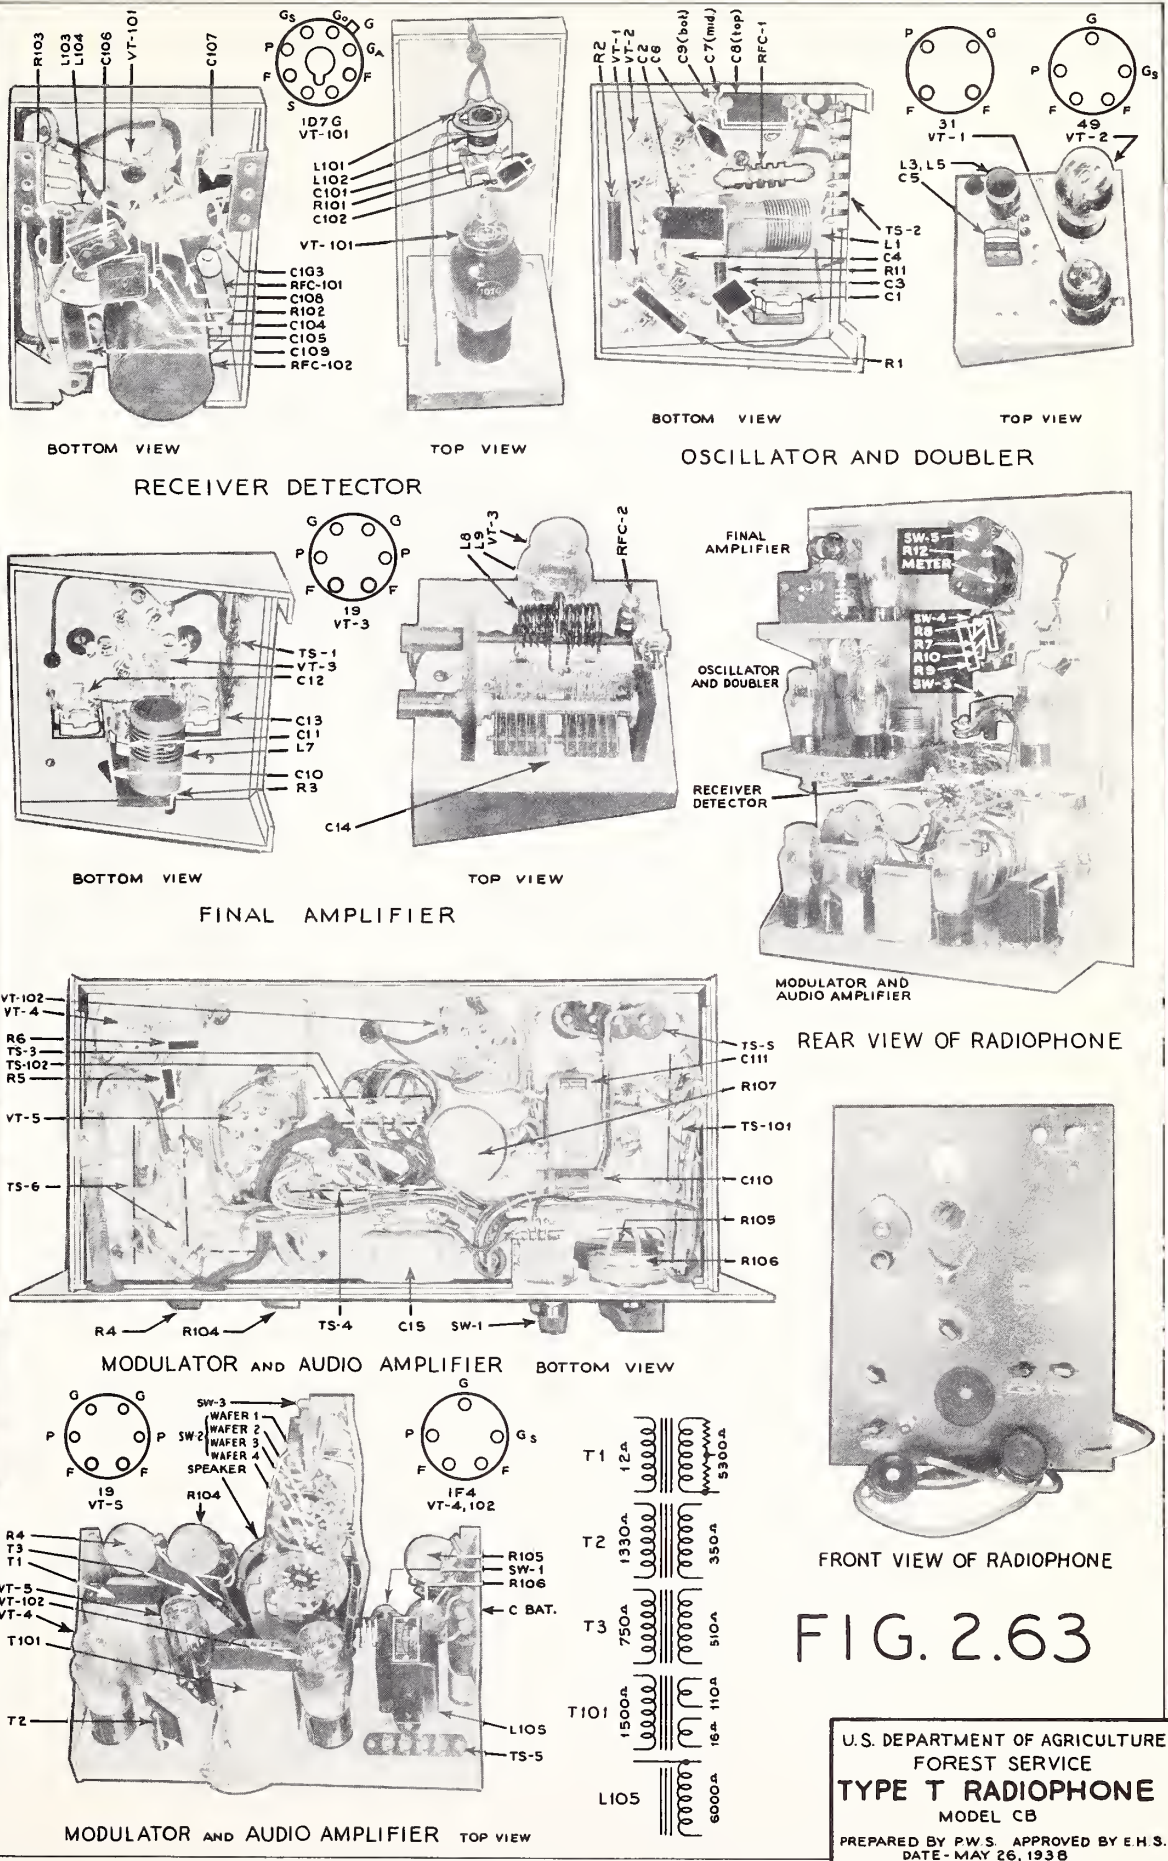 R103
L103
L104
C106
VT-101
C107
GS
GO
G
P
GA
F
F
S
1D7G
VT-101
L101
L102
C101
R101
C102
VT-101
C103
RFC-101
C108
R102
C104
C105
C109
RFC-102
BOTTOM VIEW
TOP VIEW
RECEIVER DETECTOR
R2
VT-1
VT-2
C2
C6
C9(bot)
C7(mid.)
C8(top)
RFC-1
TS-2
L1
C4
R11
C3
C1
R1
P
G
F
F
31
VT-1
G
P
GS
F
F
49
VT-2
L3, L5
C5
BOTTOM VIEW
TOP VIEW
OSCILLATOR AND DOUBLER
G
G
P
P
F
F
19
VT-3
TS-1
VT-3
C12
C13
C11
L7
C10
R3
L8
L9
VT-3
RFC-2
C14
BOTTOM VIEW
TOP VIEW
FINAL AMPLIFIER
FINAL
AMPLIFIER
SW-5
R12
METER
SW-4
R8
R7
R10
R9
SW-3
OSCILLATOR
AND DOUBLER
RECEIVER
DETECTOR
MODULATOR AND
AUDIO AMPLIFIER
REAR VIEW OF RADIOPHONE
VT-102
VT-4
R6
TS-3
TS-102
R5
VT-5
TS-6
TS-5
C111
R107
TS-101
C110
R105
R106
R4
R104
TS-4
C15
SW-1
MODULATOR AND AUDIO AMPLIFIER BOTTOM VIEW
G
G
P
P
F
F
19
VT-5
SW-3
SW-2
WAFER 1
WAFER 2
WAFER 3
WAFER 4
SPEAKER
R104
G
P
GS
F
F
1F4
VT-4,102
R4
T3
T1
VT-5
VT-102
VT-4
T101
T2
R105
SW-1
R106
C BAT.
L105
TS-5
MODULATOR AND AUDIO AMPLIFIER TOP VIEW
T1
12Ω
5300Ω
T2
1330Ω
350Ω
T3
750Ω
510Ω
T101
1500Ω
16Ω 110Ω
L105
6000Ω
FRONT VIEW OF RADIOPHONE
FIG. 2.63
U.S. DEPARTMENT OF AGRICULTURE
FOREST SERVICE
TYPE T RADIOPHONE
MODEL CB
PREPARED BY P.W.S. APPROVED BY E.H.S.
DATE - MAY 26, 1938